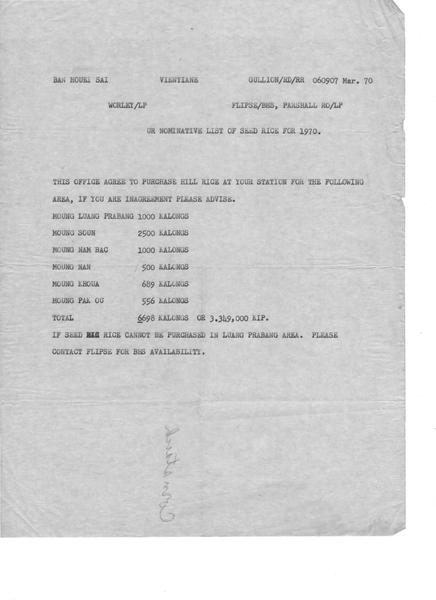 BAN HOUEI SAI VIENTIANE GULLION/RD/RR 060907 Mar. 70
WORLEY/LP FLIPSE/BHS, PARSHALL RO/LP
UR NOMINATIVE LIST OF SEED RICE FOR 1970.
THIS OFFICE AGREE TO PURCHASE HILL RICE AT YOUR STATION FOR THE FOLLOWING
AREA, IF YOU ARE INAGREEMENT PLEASE ADVISE.
MOUNG LUANG PRABANG 1000 KALONGS
MOUNG SOUN 2500 KALONGS
MOUNG NAM BAC 1000 KALONGS
MOUNG NAN 500 KALONGS
MOUNG KHOUA 689 KALONGS
MOUNG PAK OU 556 KALONGS
TOTAL 6698 KALONGS OR 3.349,000 KIP.
IF SEED RICE CANNOT BE PURCHASED IN LUANG PRABANG AREA. PLEASE
CONTACT FLIPSE FOR BHS AVAILABILITY.